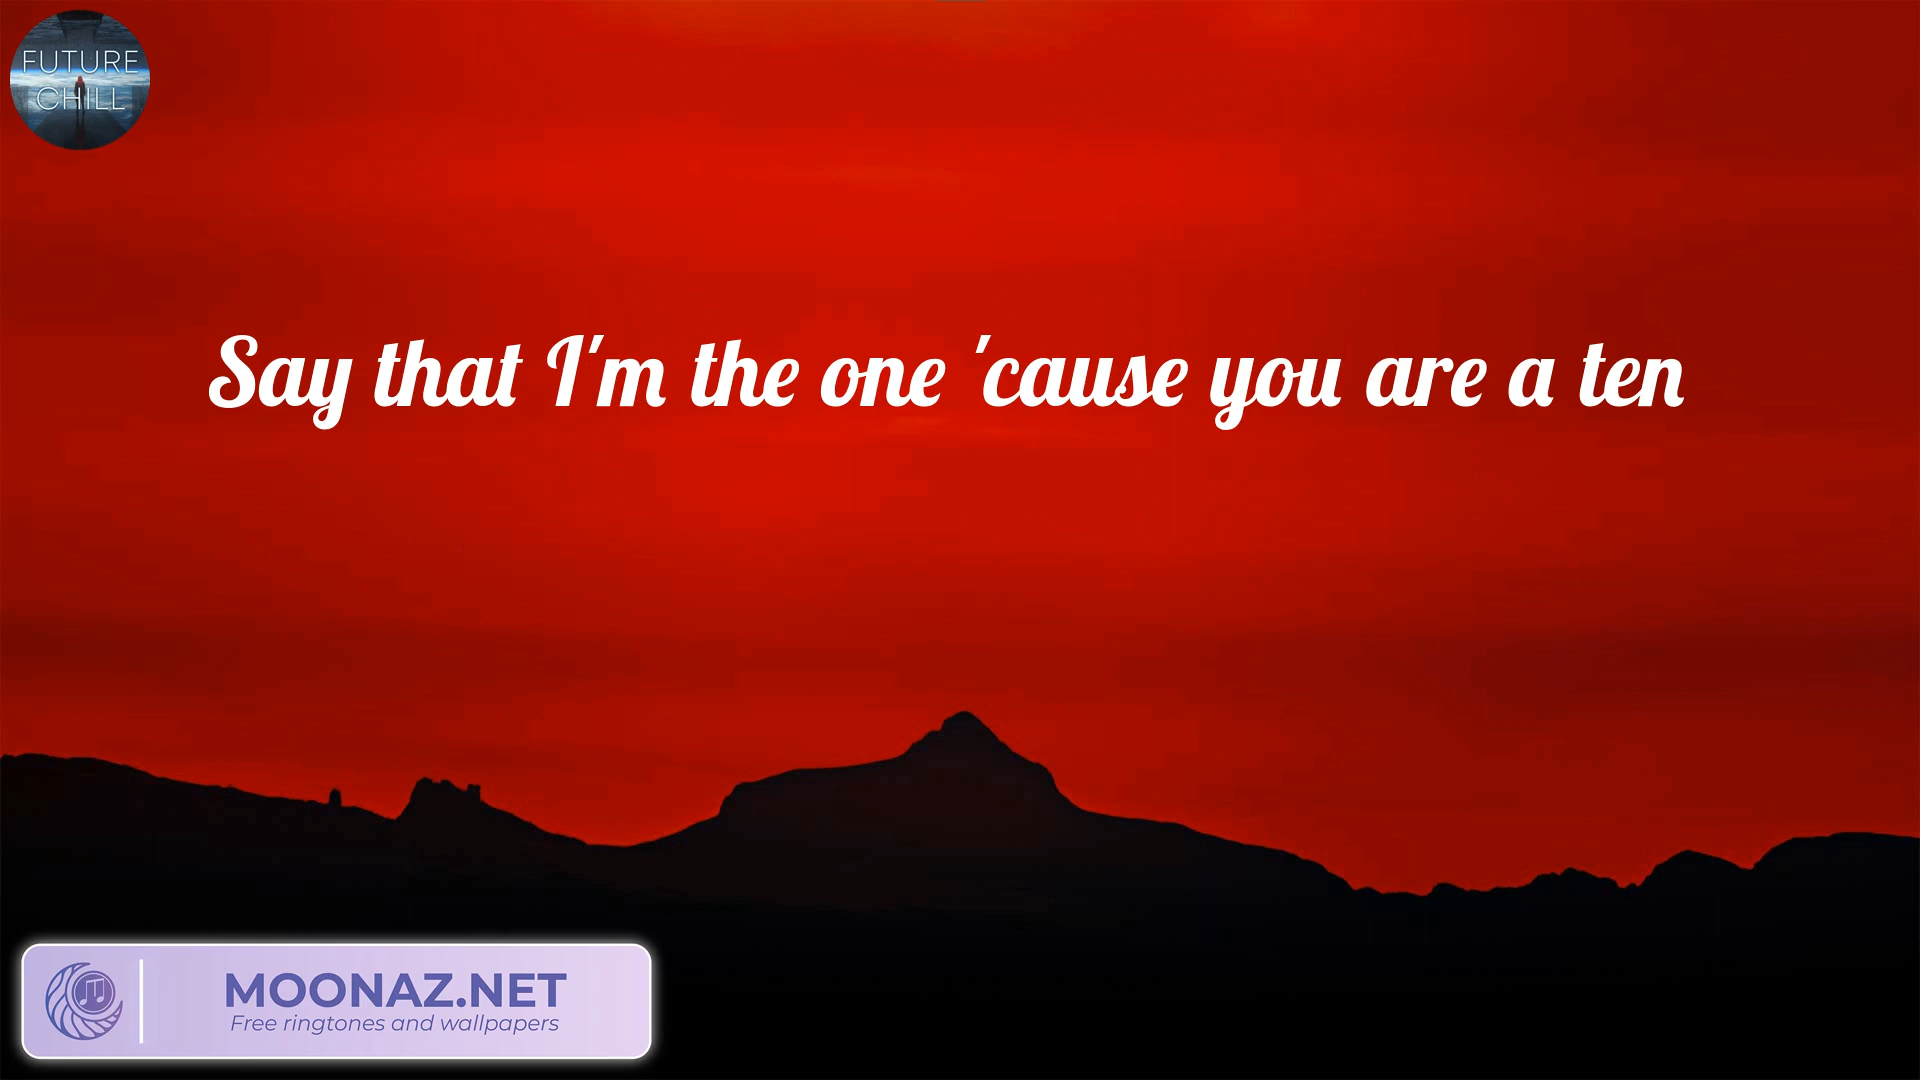 FUTURE
CHILL
Say that I'm the one 'cause you are a ten
MOONAZ.NET
Free ringtones and wallpapers